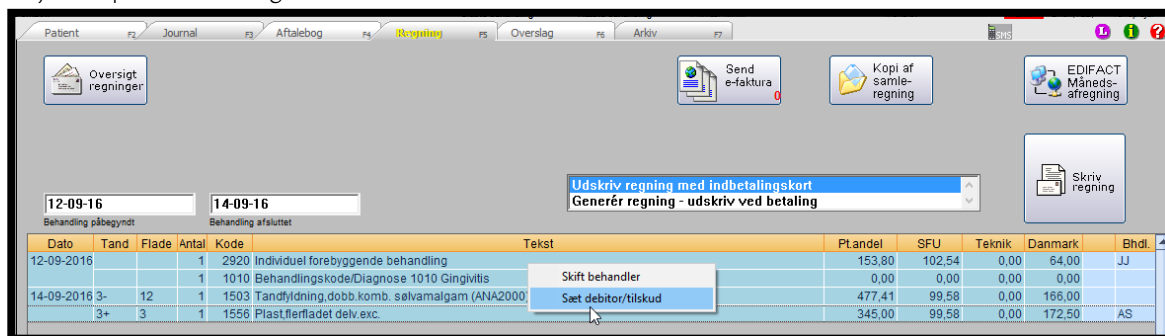 Patient F2 Journal F3 Aftalebog F4 Regning F5 Overslag F6 Arkiv F7 SMS L i ?
Oversigt regninger
Send e-faktura 0
Kopi af samle-regning
EDIFACT Måneds-afregning
Skriv regning
Udskriv regning med indbetalingskort
Generér regning - udskriv ved betaling
12-09-16 14-09-16
Behandling påbegyndt Behandling afsluttet
Dato Tand Flade Antal Kode Tekst Pt.andel SFU Teknik Danmark Bhdl.
12-09-2016 1 2920 Individuel forebyggende behandling 153,80 102,54 0,00 64,00 JJ
1 1010 Behandlingskode/Diagnose 1010 Gingivitis 0,00 0,00 0,00 0,00
14-09-2016 3- 12 1 1503 Tandfyldning,dobb.komb. sølvamalgam (ANA2000) 477,41 99,58 0,00 166,00
3+ 3 1 1556 Plast,flerfladet delv.exc. 345,00 99,58 0,00 172,50 AS
Skift behandler
Sæt debitor/tilskud